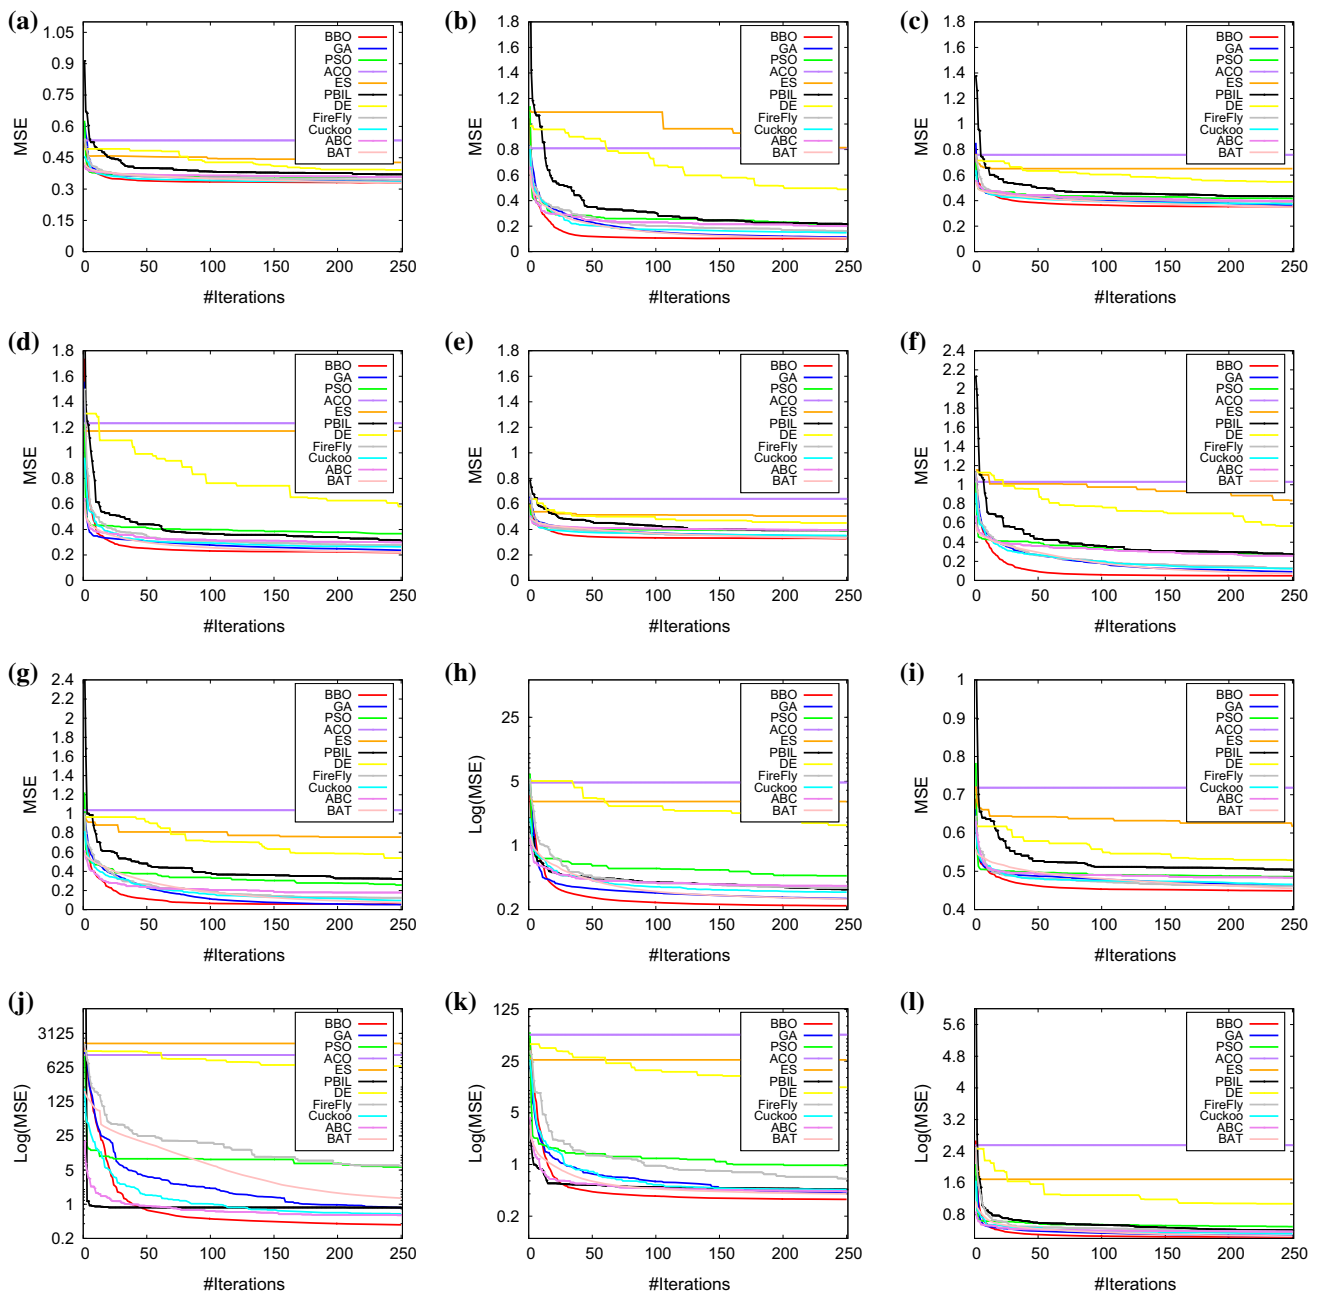 (a)
1.05
0.9
0.75
0.6
0.45
0.3
0.15
0
MSE
0 50 100 150 200 250
#Iterations
BBO
GA
PSO
ACO
ES
PBIL
DE
FireFly
Cuckoo
ABC
BAT
(b)
1.8
1.6
1.4
1.2
1
0.8
0.6
0.4
0.2
0
MSE
0 50 100 150 200 250
#Iterations
BBO
GA
PSO
ACO
ES
PBIL
DE
FireFly
Cuckoo
ABC
BAT
(c)
1.8
1.6
1.4
1.2
1
0.8
0.6
0.4
0.2
0
MSE
0 50 100 150 200 250
#Iterations
BBO
GA
PSO
ACO
ES
PBIL
DE
FireFly
Cuckoo
ABC
BAT
(d)
1.8
1.6
1.4
1.2
1
0.8
0.6
0.4
0.2
0
MSE
0 50 100 150 200 250
#Iterations
BBO
GA
PSO
ACO
ES
PBIL
DE
FireFly
Cuckoo
ABC
BAT
(e)
1.8
1.6
1.4
1.2
1
0.8
0.6
0.4
0.2
0
MSE
0 50 100 150 200 250
#Iterations
BBO
GA
PSO
ACO
ES
PBIL
DE
FireFly
Cuckoo
ABC
BAT
(f)
2.4
2.2
2
1.8
1.6
1.4
1.2
1
0.8
0.6
0.4
0.2
0
MSE
0 50 100 150 200 250
#Iterations
BBO
GA
PSO
ACO
ES
PBIL
DE
FireFly
Cuckoo
ABC
BAT
(g)
2.4
2.2
2
1.8
1.6
1.4
1.2
1
0.8
0.6
0.4
0.2
0
MSE
0 50 100 150 200 250
#Iterations
BBO
GA
PSO
ACO
ES
PBIL
DE
FireFly
Cuckoo
ABC
BAT
(h)
25
5
1
0.2
Log(MSE)
0 50 100 150 200 250
#Iterations
BBO
GA
PSO
ACO
ES
PBIL
DE
FireFly
Cuckoo
ABC
BAT
(i)
1
0.9
0.8
0.7
0.6
0.5
0.4
MSE
0 50 100 150 200 250
#Iterations
BBO
GA
PSO
ACO
ES
PBIL
DE
FireFly
Cuckoo
ABC
BAT
(j)
3125
625
125
25
5
1
0.2
Log(MSE)
0 50 100 150 200 250
#Iterations
BBO
GA
PSO
ACO
ES
PBIL
DE
FireFly
Cuckoo
ABC
BAT
(k)
125
25
5
1
0.2
Log(MSE)
0 50 100 150 200 250
#Iterations
BBO
GA
PSO
ACO
ES
PBIL
DE
FireFly
Cuckoo
ABC
BAT
(l)
5.6
4.8
4
3.2
2.4
1.6
0.8
Log(MSE)
0 50 100 150 200 250
#Iterations
BBO
GA
PSO
ACO
ES
PBIL
DE
FireFly
Cuckoo
ABC
BAT